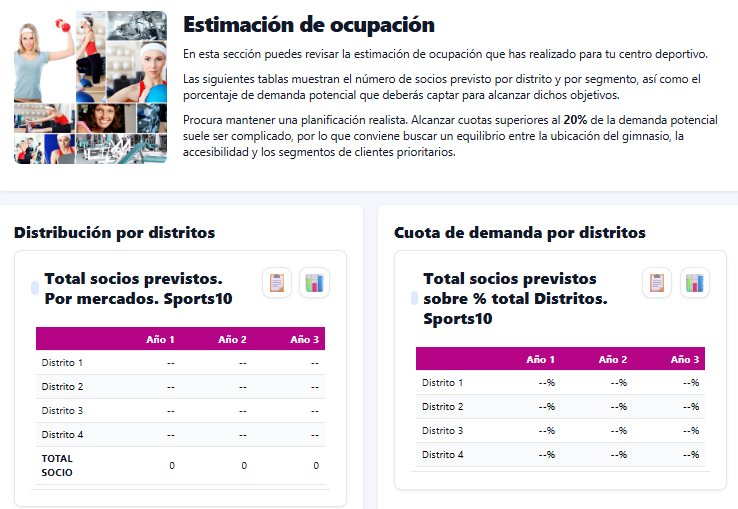 Estimación de ocupación
En esta sección puedes revisar la estimación de ocupación que has realizado para tu centro deportivo.
Las siguientes tablas muestran el número de socios previsto por distrito y por segmento, así como el
porcentaje de demanda potencial que deberás captar para alcanzar dichos objetivos.
Procura mantener una planificación realista. Alcanzar cuotas superiores al 20% de la demanda potencial
suele ser complicado, por lo que conviene buscar un equilibrio entre la ubicación del gimnasio, la
accesibilidad y los segmentos de clientes prioritarios.
Distribución por distritos
Total socios previstos.
Por mercados. Sports10
Año 1 Año 2 Año 3
Distrito 1 -- -- --
Distrito 2 -- -- --
Distrito 3 -- -- --
Distrito 4 -- -- --
TOTAL
SOCIO 0 0 0
Cuota de demanda por distritos
Total socios previstos
sobre % total Distritos.
Sports10
Año 1 Año 2 Año 3
Distrito 1 --% --% --%
Distrito 2 --% --% --%
Distrito 3 --% --% --%
Distrito 4 --% --% --%